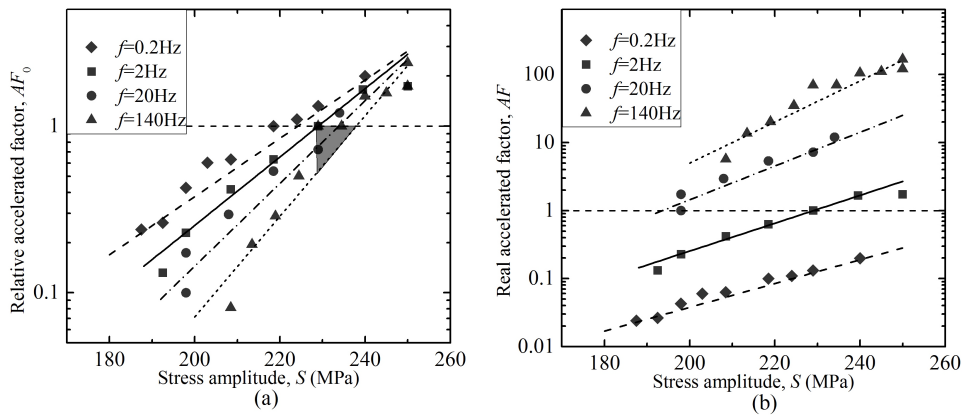 f=0.2Hz
f=2Hz
f=20Hz
f=140Hz
Relative accelerated factor, AF₀
1
0.1
180 200 220 240 260
Stress amplitude, S (MPa)
(a)
f=0.2Hz
f=2Hz
f=20Hz
f=140Hz
Real accelerated factor, AF
100
10
1
0.1
0.01
180 200 220 240 260
Stress amplitude, S (MPa)
(b)